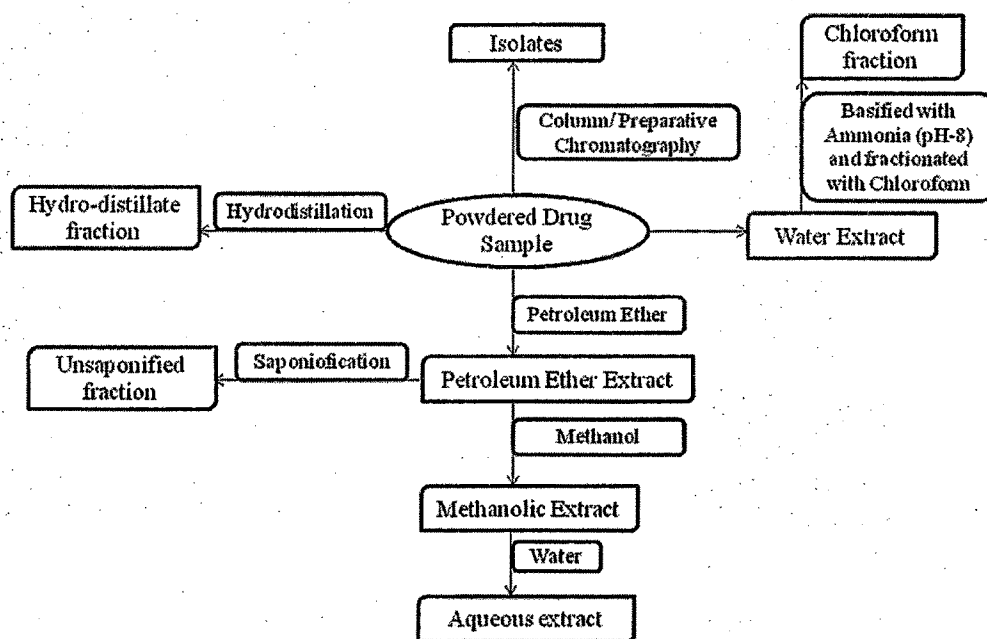 Isolates
Chloroform
fraction
Column/Preparative
Chromatography
Basified with
Ammonia (pH-8)
and fractionated
with Chloroform
Hydro-distillate
fraction
Hydrodistillation
Powdered Drug
Sample
Water Extract
Petroleum Ether
Unsaponified
fraction
Saponiofication
Petroleum Ether Extract
Methanol
Methanolic Extract
Water
Aqueous extract